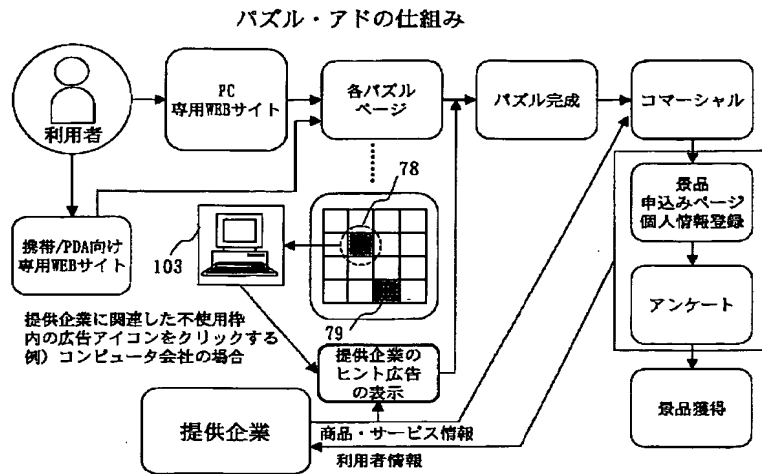 パズル・アドの仕組み
利用者
PC
専用WEBサイト
各パズル
ページ
パズル完成
コマーシャル
携帯/PDA向け
専用WEBサイト
103
78
79
景品
申込みページ
個人情報登録
アンケート
景品獲得
提供企業に関連した不使用枠
内の広告アイコンをクリックする
例）コンピュータ会社の場合
提供企業の
ヒント広告
の表示
提供企業
商品・サービス情報
利用者情報